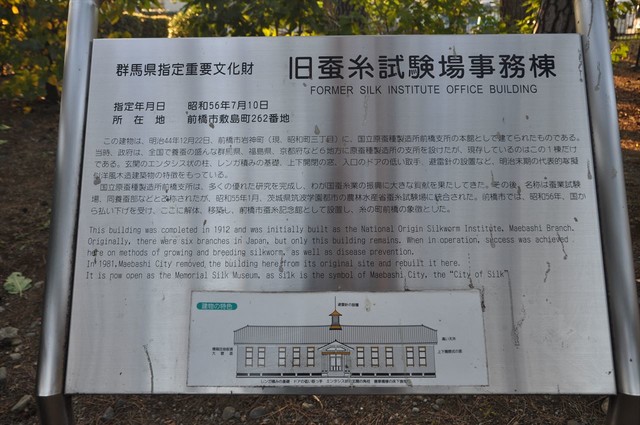 群馬県指定重要文化財
旧蚕糸試験場事務棟
FORMER SILK INSTITUTE OFFICE BUILDING
指定年月日 昭和56年7月10日
所在地 前橋市敷島町262番地
この建物は、明治44年12月22日、前橋市岩神町(現、昭和町三丁目)に、国立原蚕種製造所前橋支所の本館として建てられたものである。
当時、政府は、全国で養蚕の盛んな群馬県、福島県、京都府など地方に原蚕種製造所の支所を設けたが、現存しているのはこの1棟だけ
である。玄関のエンタシス状の柱、レンガ積みの基礎、上下開閉の窓、入口のドアの低い取手、避雷針の設置など、明治末期の代表的な擬
似洋風木造建築物の特徴をもっている。
国立原蚕種製造所前橋支所は、多くの優れた研究を完成し、わが国蚕糸業の振興に大きな貢献を果たしてきた。その後、名称は蚕業試験
場、同養蚕部などと改称されたが、昭和55年1月、茨城県筑波学園都市の農林水産省蚕糸試験場に統合された。前橋市では、昭和56年、国か
ら払い下げを受け、ここに解体、移築し、前橋市蚕糸記念館として設置し、糸の町前橋の象徴とした。
This building was completed in 1912 and was initially built as the National Origin Silkworm Institute, Maebashi Branch.
Originally, there were six branches in Japan, but only this building remains. When in operation, success was achieved
here on methods of growing and breeding silkworm, as well as disease prevention.
In 1981, Maebashi City removed the building here from its original site and rebuilt it here.
It is now open as the Memorial Silk Museum, as silk is the symbol of Maebashi City, the "City of Silk"
建物の特色
避雷針の設置